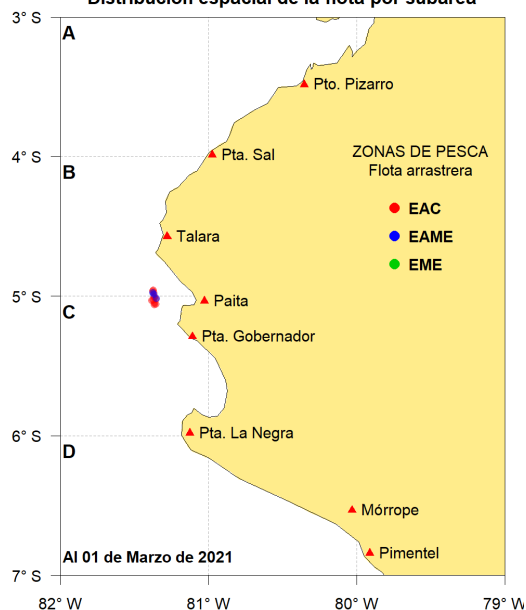 Distribución espacial de la flota por subárea
3° S
A
Pto. Pizarro
4° S
Pta. Sal
ZONAS DE PESCA
Flota arrastrera
B
EAC
Talara
EAME
EME
5° S
Paita
C
Pta. Gobernador
6° S
Pta. La Negra
D
Mórrope
Al 01 de Marzo de 2021
Pimentel
7° S
82° W
81° W
80° W
79° W